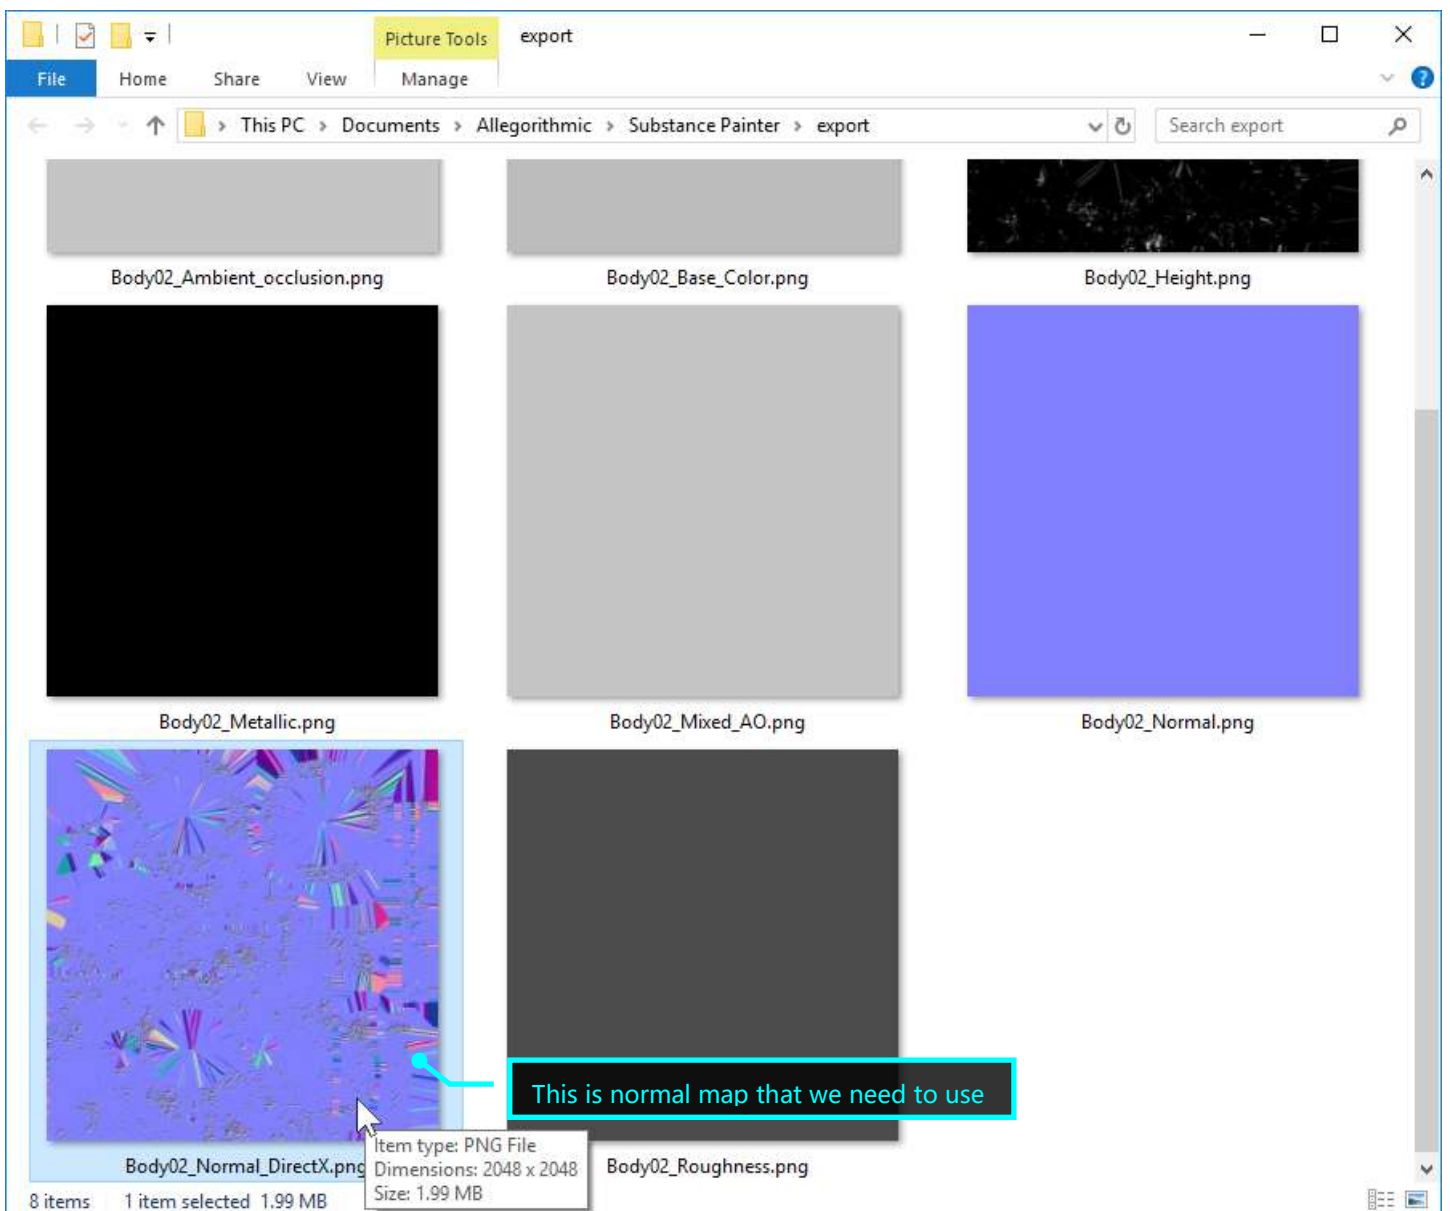 Picture Tools export
File Home Share View Manage
This PC Documents Allegorithmic Substance Painter export Search export
Body02_Ambient_occlusion.png Body02_Base_Color.png Body02_Height.png
Body02_Metallic.png Body02_Mixed_AO.png Body02_Normal.png
This is normal map that we need to use
Body02_Normal_DirectX.png Body02_Roughness.png
Item type: PNG File
Dimensions: 2048 x 2048
Size: 1.99 MB
8 items 1 item selected 1.99 MB